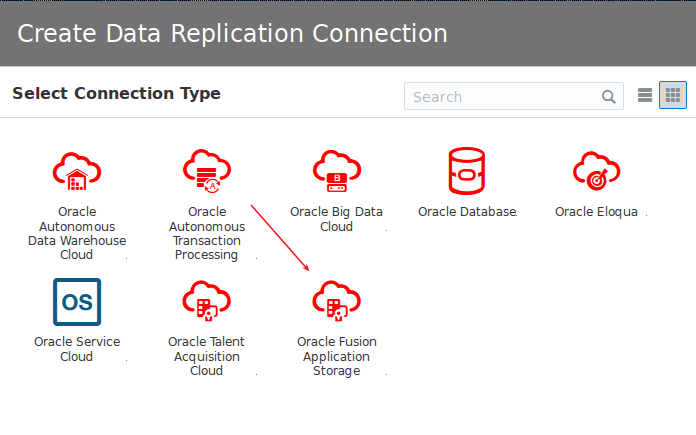 Create Data Replication Connection
Select Connection Type
Search
Oracle
Autonomous
Data Warehouse
Cloud
A
Oracle
Autonomous
Transaction
Processing
B
Oracle Big Data
Cloud
Oracle Database
Oracle Eloqua
OS
Oracle Service
Cloud
Oracle Talent
Acquisition
Cloud
Oracle Fusion
Application
Storage